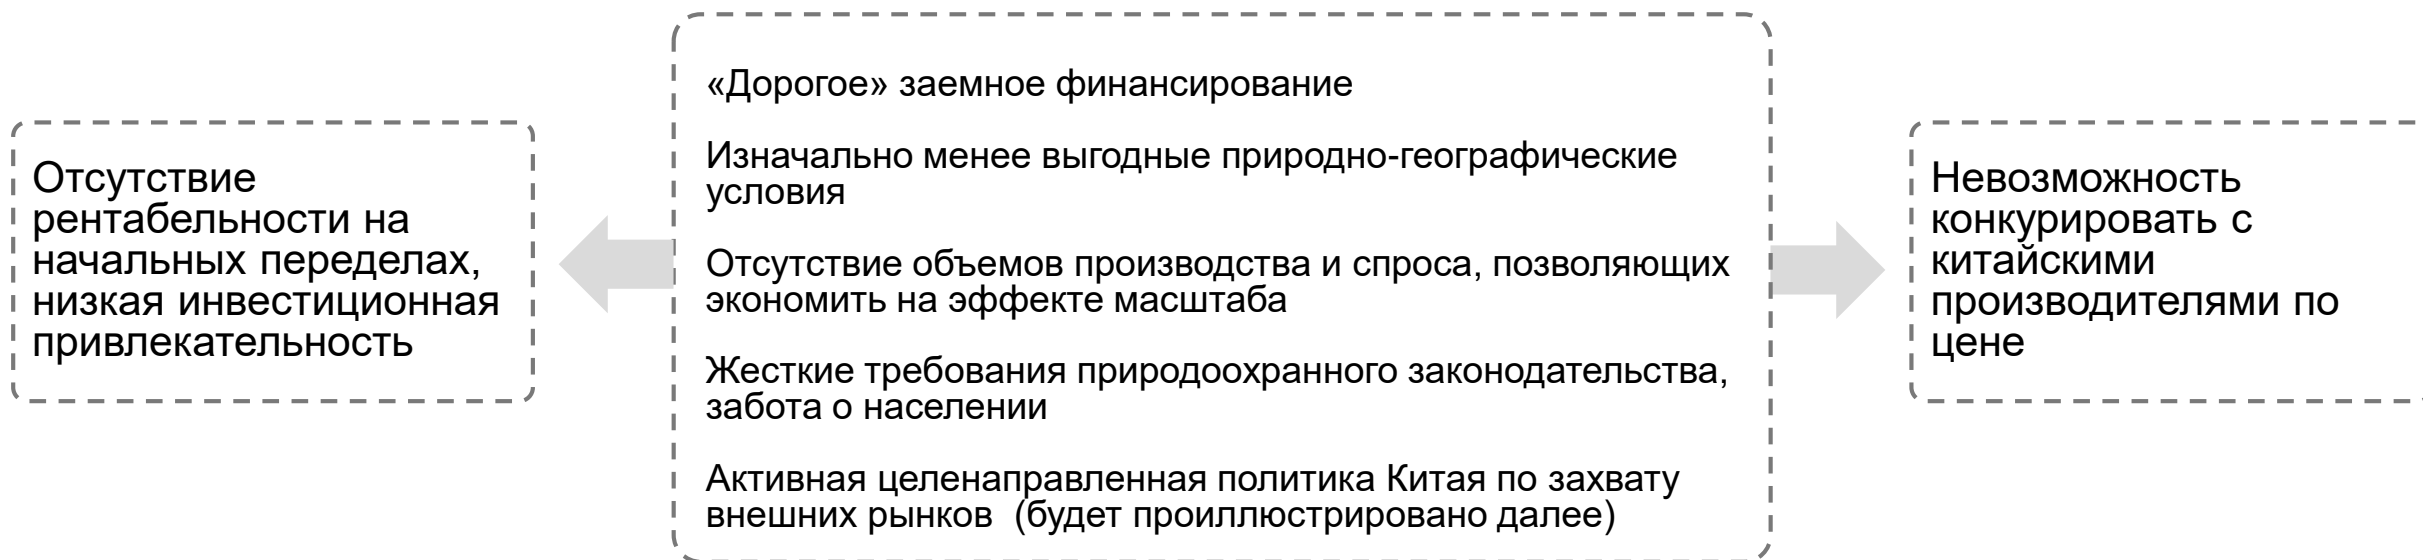 Отсутствие
рентабельности на
начальных переделах,
низкая инвестиционная
привлекательность
«Дорогое» заемное финансирование
Изначально менее выгодные природно-географические
условия
Отсутствие объемов производства и спроса, позволяющих
экономить на эффекте масштаба
Жесткие требования природоохранного законодательства,
забота о населении
Активная целенаправленная политика Китая по захвату
внешних рынков  (будет проиллюстрировано далее)
Невозможность
конкурировать с
китайскими
производителями по
цене